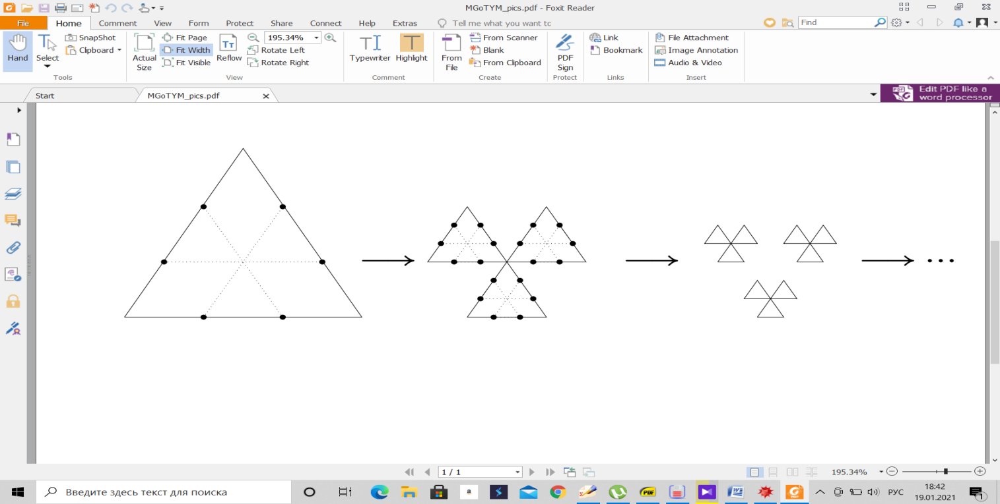 MGoTYM_pics.pdf - Foxit Reader
File Home Comment View Form Protect Share Connect Help Extras Tell me what you want to Find
Hand
Select
SnapShot
Clipboard
Tools
Actual Size
Fit Page
Fit Width
Fit Visible
Reflow
195.34%
Rotate Left
Rotate Right
View
Typewriter
Highlight
Comment
From File
From Scanner
Blank
From Clipboard
Create
PDF Sign
Protect
Link
Bookmark
Links
File Attachment
Image Annotation
Audio & Video
Insert
Start
MGoTYM_pics.pdf
Edit PDF like a
word processor
1 / 1
195.34%
Введите здесь текст для поиска
РУС
18:42
19.01.2021
1